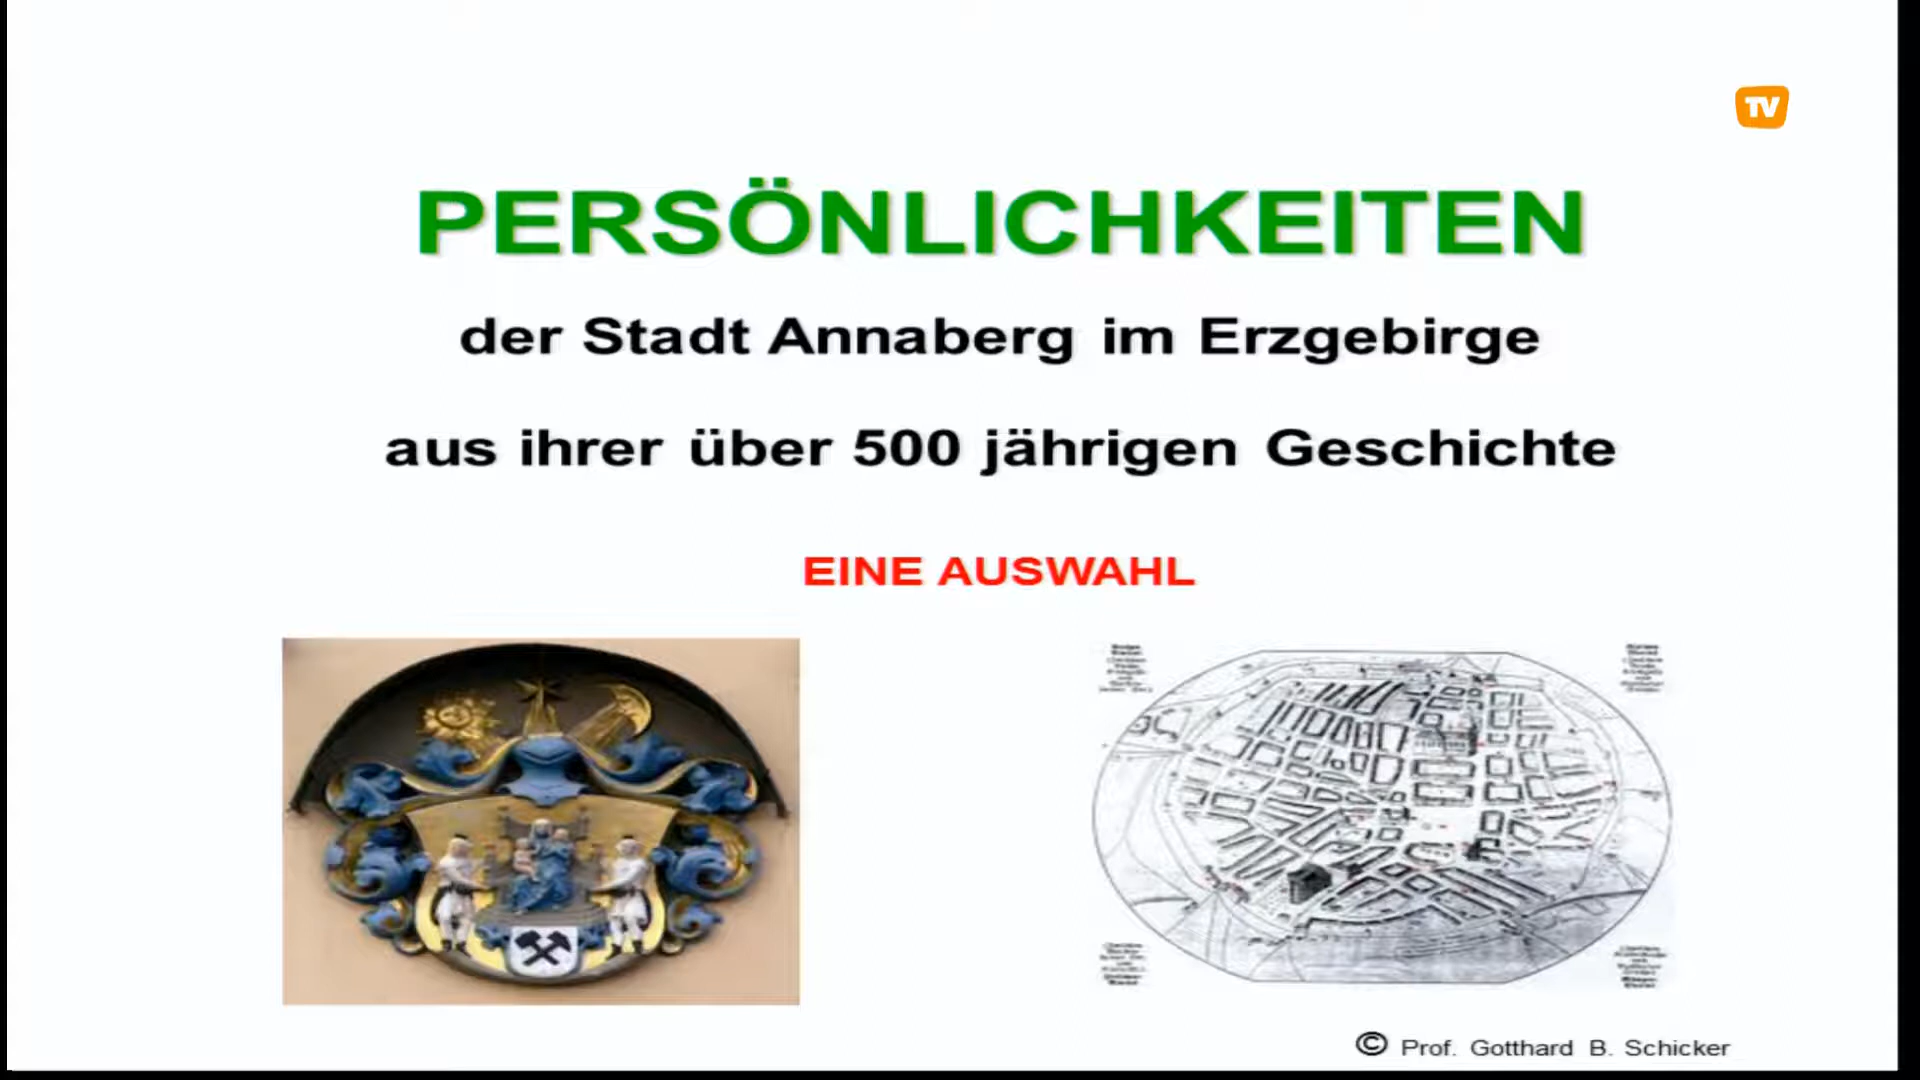 TV
PERSÖNLICHKEITEN
der Stadt Annaberg im Erzgebirge
aus ihrer über 500 jährigen Geschichte
EINE AUSWAHL
© Prof. Gotthard B. Schicker